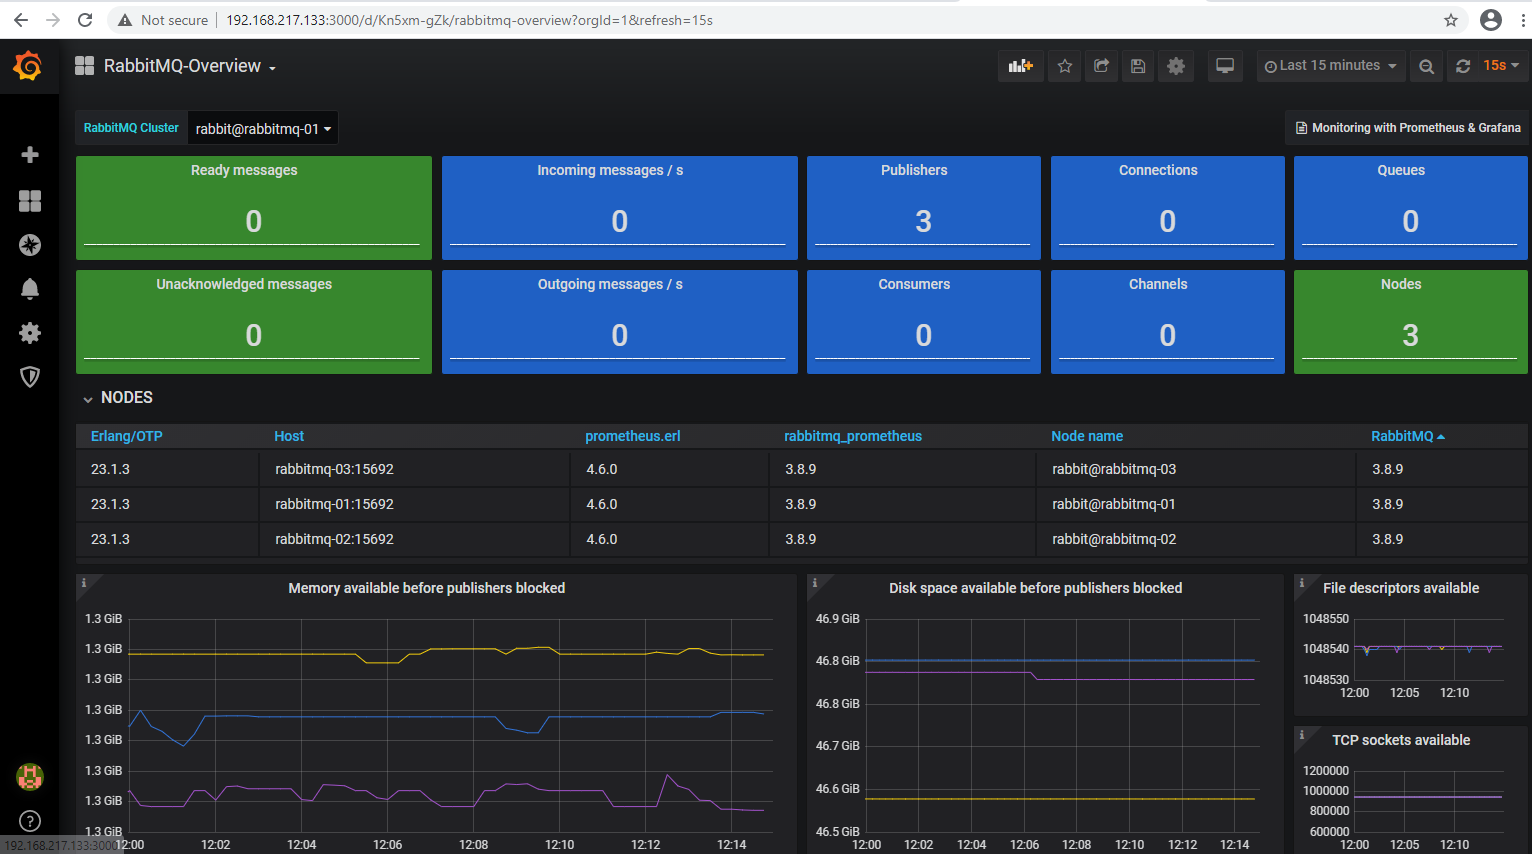 Not secure 192.168.217.133:3000/d/Kn5xm-gZk/rabbitmq-overview?orgId=1&refresh=15s
RabbitMQ-Overview
Last 15 minutes 15s
RabbitMQ Cluster rabbit@rabbitmq-01 Monitoring with Prometheus & Grafana
Ready messages Incoming messages / s Publishers Connections Queues
0 0 3 0 0
Unacknowledged messages Outgoing messages / s Consumers Channels Nodes
0 0 0 0 3
NODES
Erlang/OTP Host prometheus.erl rabbitmq_prometheus Node name RabbitMQ
23.1.3 rabbitmq-03:15692 4.6.0 3.8.9 rabbit@rabbitmq-03 3.8.9
23.1.3 rabbitmq-01:15692 4.6.0 3.8.9 rabbit@rabbitmq-01 3.8.9
23.1.3 rabbitmq-02:15692 4.6.0 3.8.9 rabbit@rabbitmq-02 3.8.9
Memory available before publishers blocked
1.3 GiB
1.3 GiB
1.3 GiB
1.3 GiB
1.3 GiB
1.3 GiB
1.3 GiB
1.3 GiB
12:00 12:02 12:04 12:06 12:08 12:10 12:12 12:14
Disk space available before publishers blocked
46.9 GiB
46.8 GiB
46.8 GiB
46.7 GiB
46.6 GiB
46.5 GiB
12:00 12:02 12:04 12:06 12:08 12:10 12:12 12:14
File descriptors available
1048550
1048540
1048530
12:00 12:05 12:10
TCP sockets available
1200000
1000000
800000
600000
12:00 12:05 12:10
192.168.217.133:3000